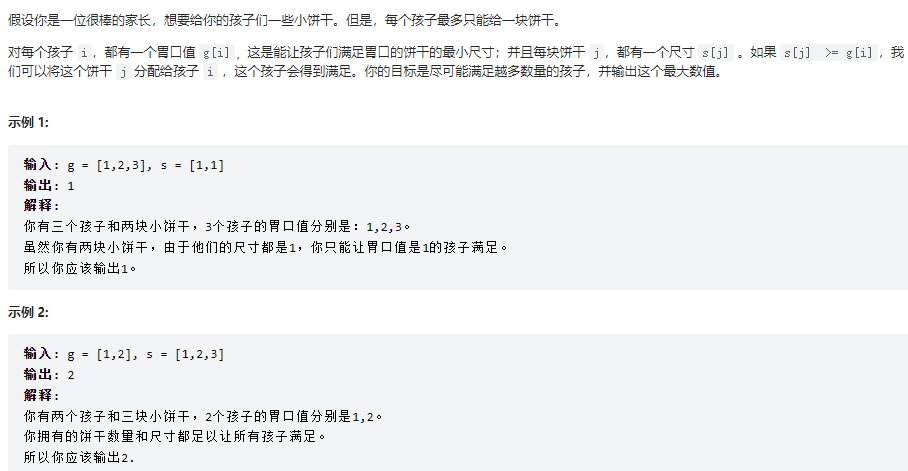 假设你是一位很棒的家长，想要给你的孩子们一些小饼干。但是，每个孩子最多只能给一块饼干。
对每个孩子 i，都有一个胃口值 g[i]，这是能让孩子们满足胃口的饼干的最小尺寸；并且每块饼干 j，都有一个尺寸 s[j] 。如果 s[j] >= g[i]，我
们可以将这个饼干 j 分配给孩子 i ，这个孩子会得到满足。你的目标是尽可能满足越多数量的孩子，并输出这个最大数值。
示例 1:
输入: g = [1,2,3], s = [1,1]
输出: 1
解释:
你有三个孩子和两块小饼干，3个孩子的胃口值分别是：1,2,3。
虽然你有两块小饼干，由于他们的尺寸都是1，你只能让胃口值是1的孩子满足。
所以你应该输出1。
示例 2:
输入: g = [1,2], s = [1,2,3]
输出: 2
解释:
你有两个孩子和三块小饼干，2个孩子的胃口值分别是1,2。
你拥有的饼干数量和尺寸都足以让所有孩子满足。
所以你应该输出2.